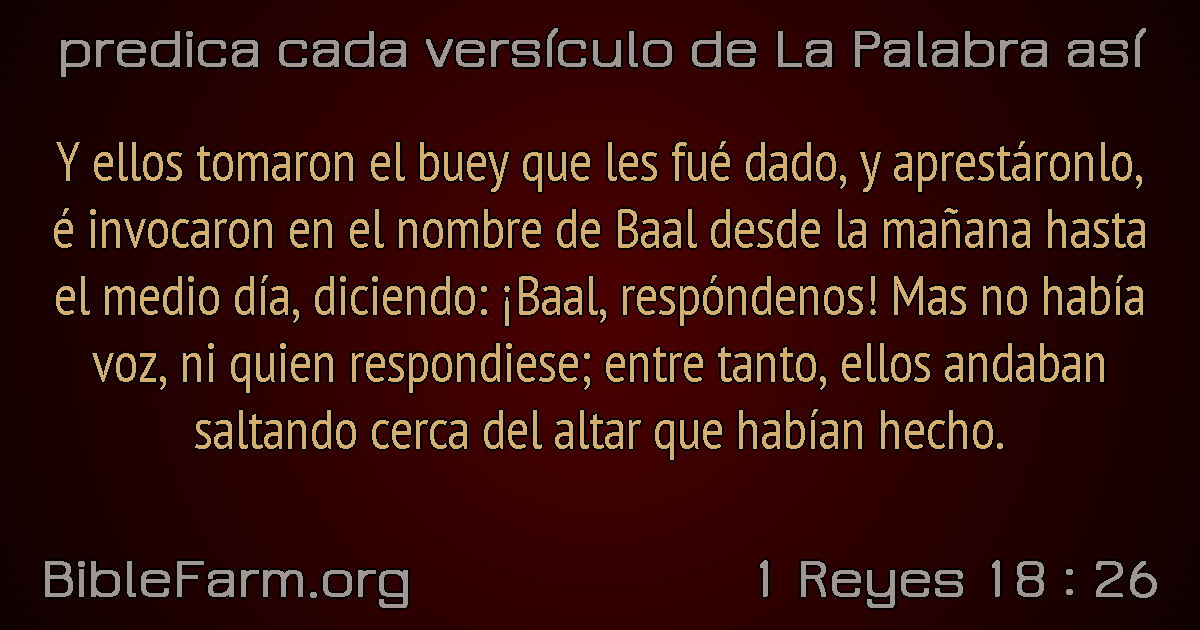 predica cada versículo de La Palabra así
Y ellos tomaron el buey que les fué dado, y aprestáronlo,
é invocaron en el nombre de Baal desde la mañana hasta
el medio día, diciendo: ¡Baal, respóndenos! Mas no había
voz, ni quien respondiese; entre tanto, ellos andaban
saltando cerca del altar que habían hecho.
BibleFarm.org
1 Reyes 18 : 26